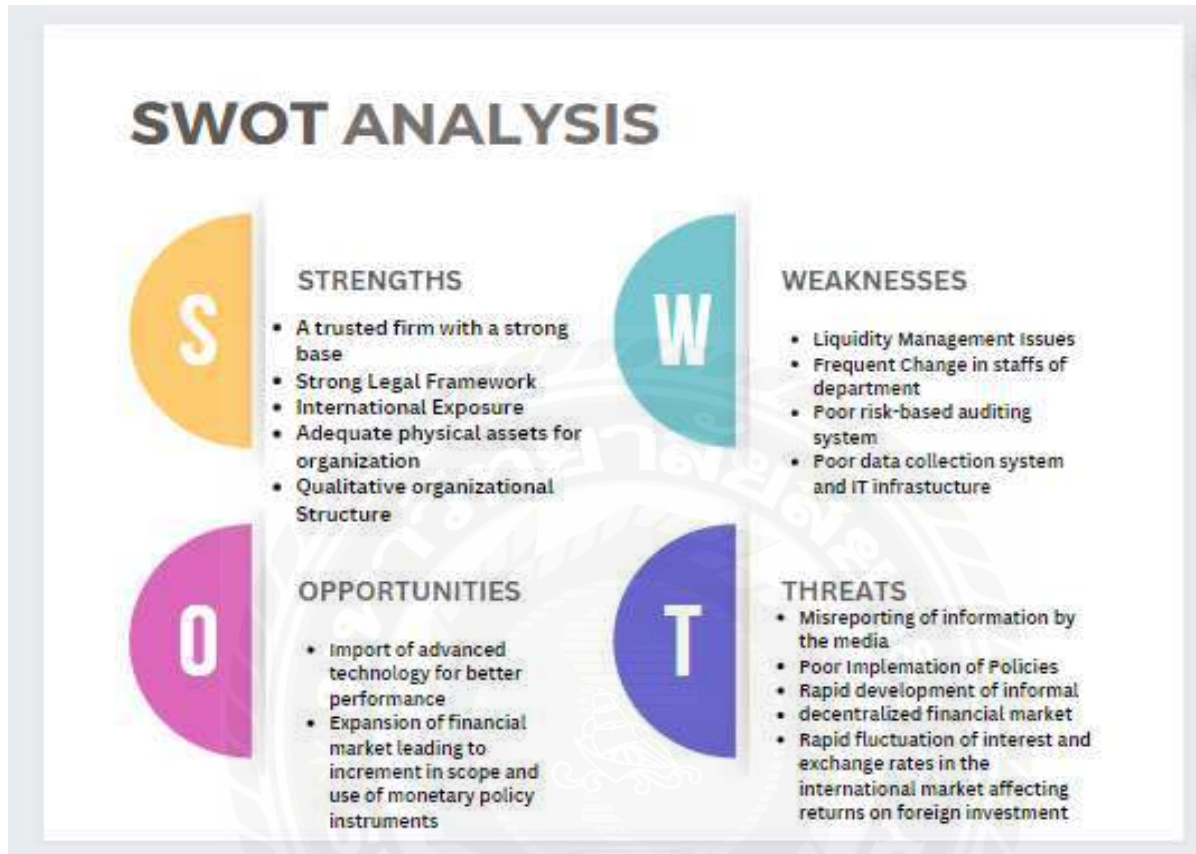 SWOT ANALYSIS
S
STRENGTHS
• A trusted firm with a strong
base
• Strong Legal Framework
• International Exposure
• Adequate physical assets for
organization
• Qualitative organizational
Structure
W
WEAKNESSES
• Liquidity Management Issues
• Frequent Change in staffs of
department
• Poor risk-based auditing
system
• Poor data collection system
and IT infrastucture
O
OPPORTUNITIES
• Import of advanced
technology for better
performance
• Expansion of financial
market leading to
increment in scope and
use of monetary policy
instruments
T
THREATS
• Misreporting of information by
the media
• Poor Implemation of Policies
• Rapid development of informal
• decentralized financial market
• Rapid fluctuation of interest and
exchange rates in the
international market affecting
returns on foreign investment